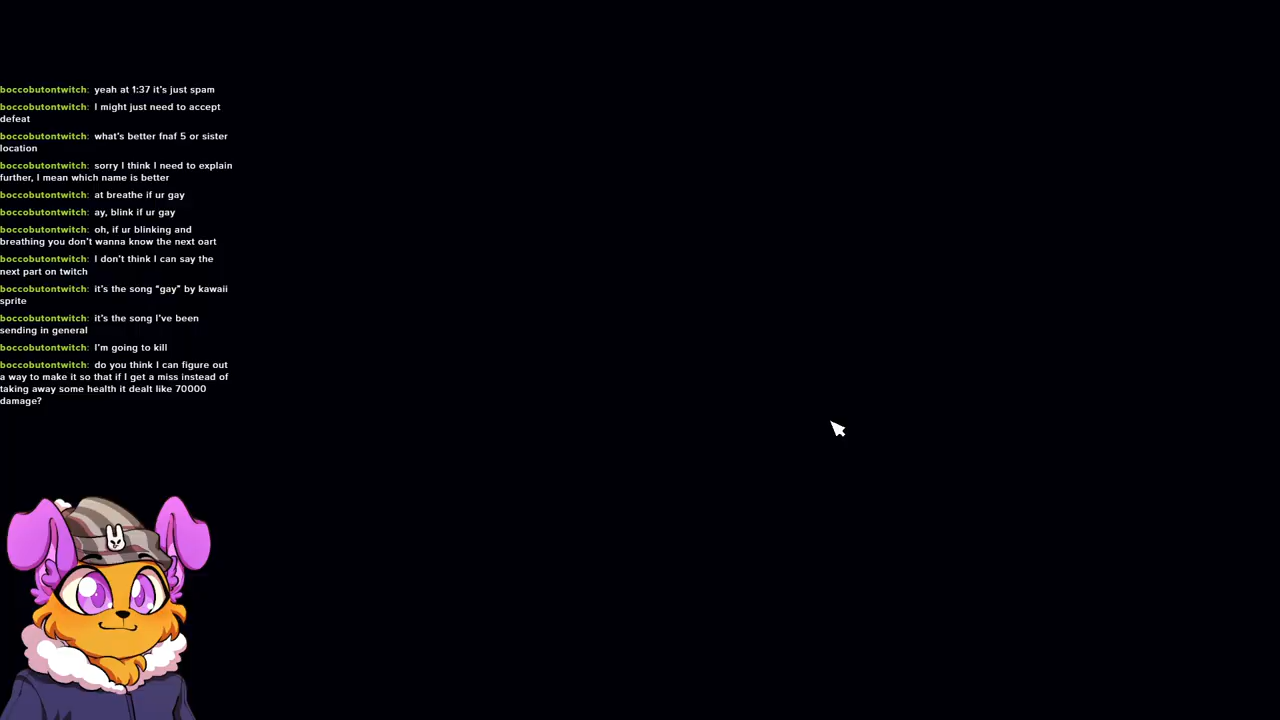 boccobutontwitch: yeah at 1:37 it's just spam
boccobutontwitch: I might just need to accept
defeat
boccobutontwitch: what's better fnaf 5 or sister
location
boccobutontwitch: sorry I think I need to explain
further, I mean which name is better
boccobutontwitch: at breathe if ur gay
boccobutontwitch: ay, blink if ur gay
boccobutontwitch: oh, if ur blinking and
breathing you don't wanna know the next oart
boccobutontwitch: I don't think I can say the
next part on twitch
boccobutontwitch: it's the song "gay" by kawaii
sprite
boccobutontwitch: it's the song I've been
sending in general
boccobutontwitch: I'm going to kill
boccobutontwitch: do you think I can figure out
a way to make it so that if I get a miss instead of
taking away some health it dealt like 70000
damage?